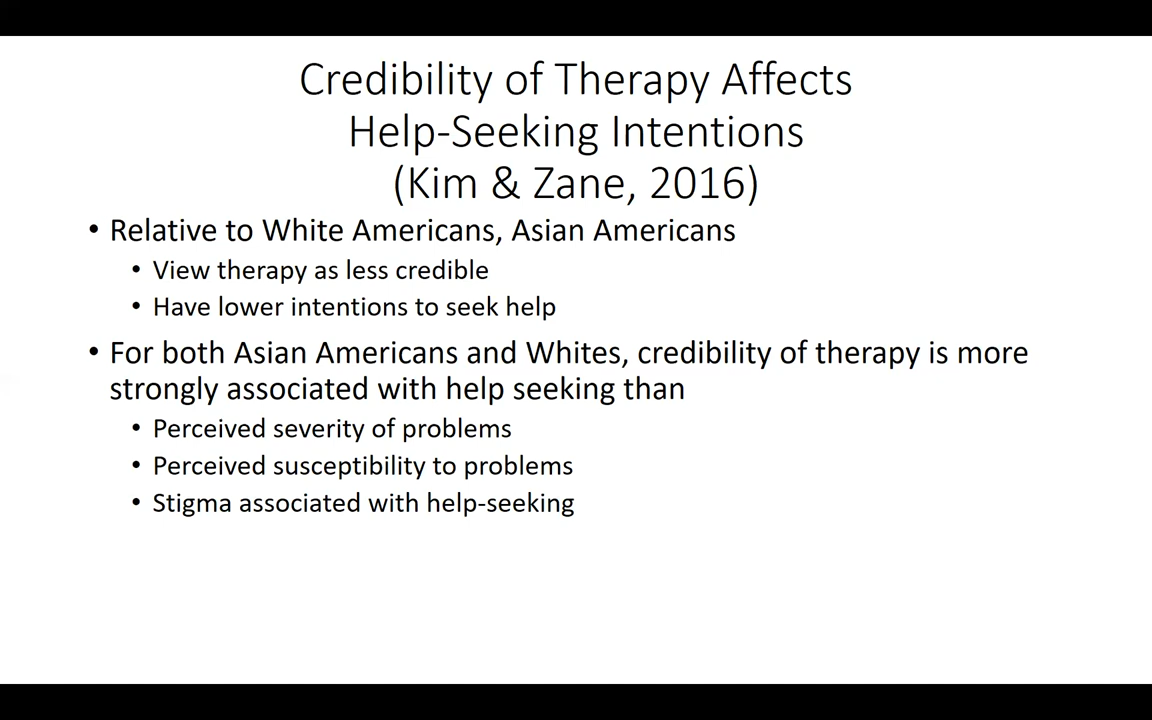 Credibility of Therapy Affects
Help-Seeking Intentions
(Kim & Zane, 2016)
• Relative to White Americans, Asian Americans
• View therapy as less credible
• Have lower intentions to seek help
• For both Asian Americans and Whites, credibility of therapy is more
strongly associated with help seeking than
• Perceived severity of problems
• Perceived susceptibility to problems
• Stigma associated with help-seeking